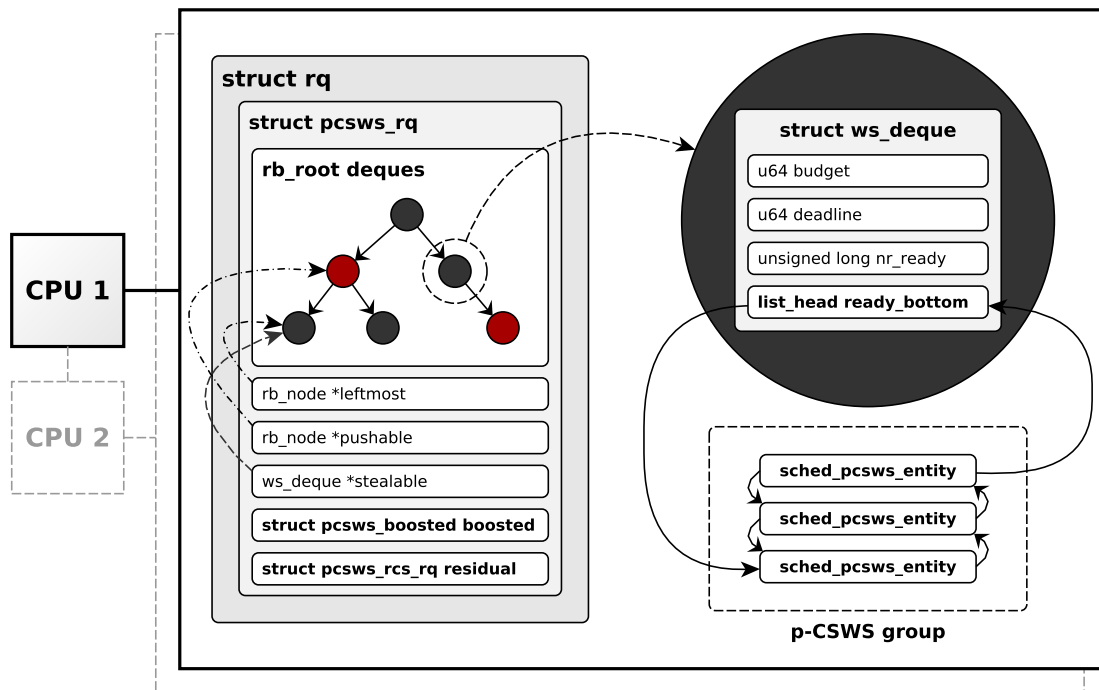 CPU 1
CPU 2
struct rq
struct pcsws_rq
rb_root deques
rb_node *leftmost
rb_node *pushable
ws_deque *stealable
struct pcsws_boosted boosted
struct pcsws_rcs_rq residual
struct ws_deque
u64 budget
u64 deadline
unsigned long nr_ready
list_head ready_bottom
sched_pcsws_entity
sched_pcsws_entity
sched_pcsws_entity
p-CSWS group